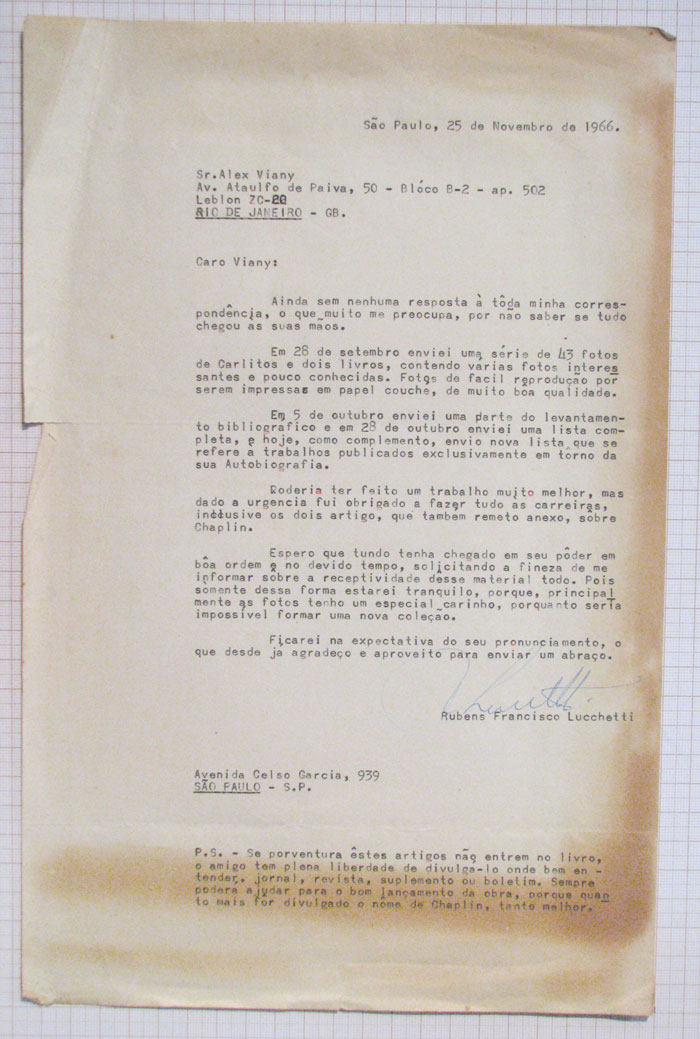 São Paulo, 25 de Novembro de 1966.
Sr.Alex Viany
Av. Ataulfo de Paiva, 50 - Blóco B-2 - ap. 502
Leblon ZC-20
RIO DE JANEIRO - GB.
Caro Viany:
Ainda sem nenhuma resposta à tôda minha corres-
pondência, o que muito me preocupa, por não saber se tudo
chegou as suas mãos.
Em 28 de setembro enviei uma série de 43 fotos
de Carlitos e dois livros, contendo varias fotos interes
santes e pouco conhecidas. Fotos de facil reprodução por
serem impressas em papel couche, de muito boa qualidade.
Em 5 de outubro enviei uma parte do levantamen-
to bibliografico e em 28 de outubro enviei uma lista com-
pleta, e hoje, como complemento, envio nova lista que se
refere a trabalhos publicados exclusivamente em tôrno da
sua Autobiografia.
Poderia ter feito um trabalho muito melhor, mas
dado a urgencia fui obrigado a fazer tudo as carreiras,
inclusive os dois artigo, que tambem remeto anexo, sôbre
Chaplin.
Espero que tundo tenha chegado em seu pôder em
bôa ordem e no devido tempo, solicitando a fineza de me
informar sobre a receptividade desse material todo. Pois
somente dessa forma estarei tranquilo, porque, principal
mente as fotos tenho um especial carinho, porquanto seria
impossível formar uma nova coleção.
Ficarei na expectativa do seu pronunciamento, o
que desde ja agradeço e aproveito para enviar um abraço.
Rubens Francisco Lucchetti
Avenida Celso Garcia, 939
SÃO PAULO - S.P.
P.S. - Se porventura êstes artigos não entrem no livro,
o amigo tem plena liberdade de divulga-lo onde bem en -
tender, jornal, revista, suplemento ou boletim. Sempre
podera ajudar para o bom lançamento da obra, porque quan
to mais for divulgado o nome de Chaplin, tanto melhor.